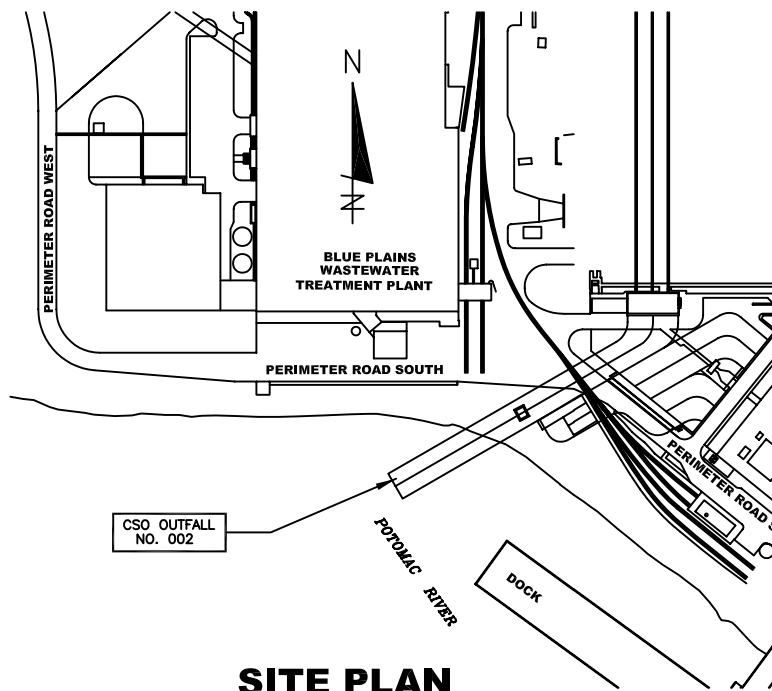 N
N
PERIMETER ROAD WEST
BLUE PLAINS
WASTEWATER
TREATMENT PLANT
PERIMETER ROAD SOUTH
PERIMETER ROAD S
CSO OUTFALL
NO. 002
POTOMAC RIVER
DOCK
SITE PLAN